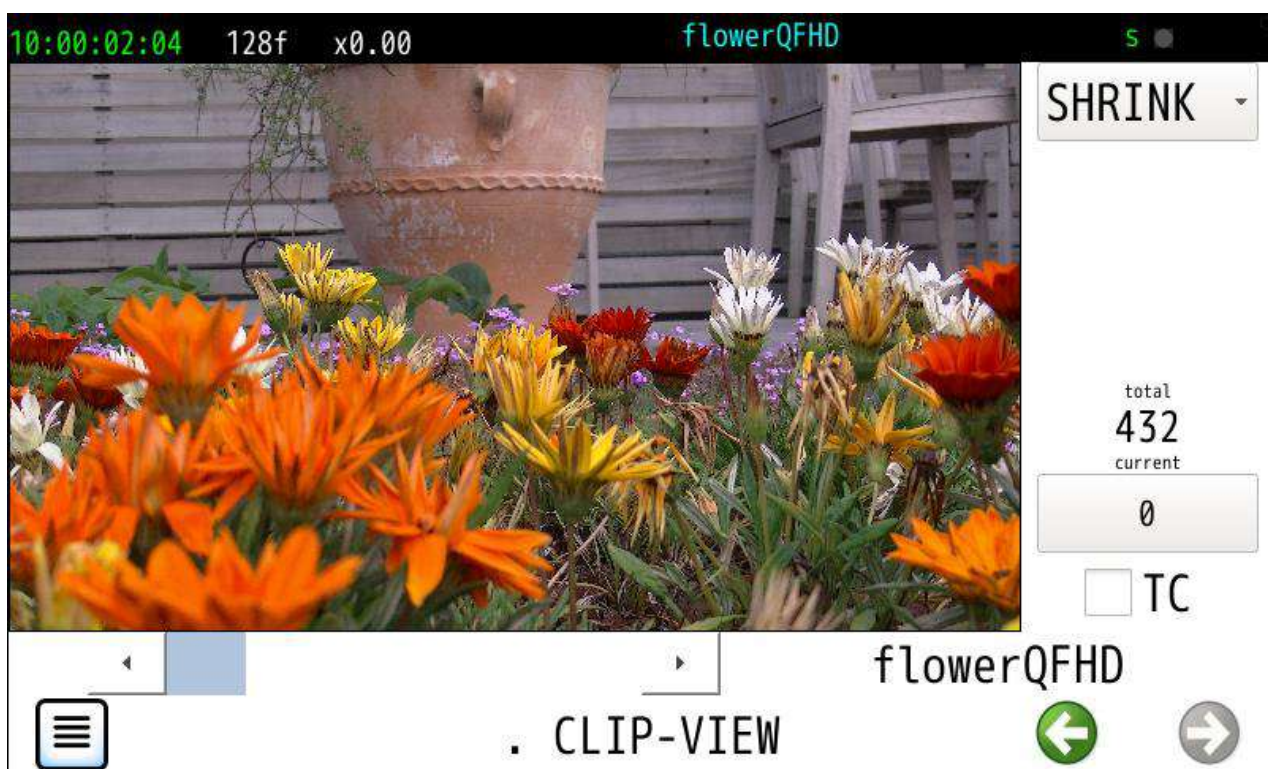 10:00:02:04 128f x0.00 flowerQFHD S
SHRINK
total
432
current
0
TC
flowerQFHD
. CLIP-VIEW